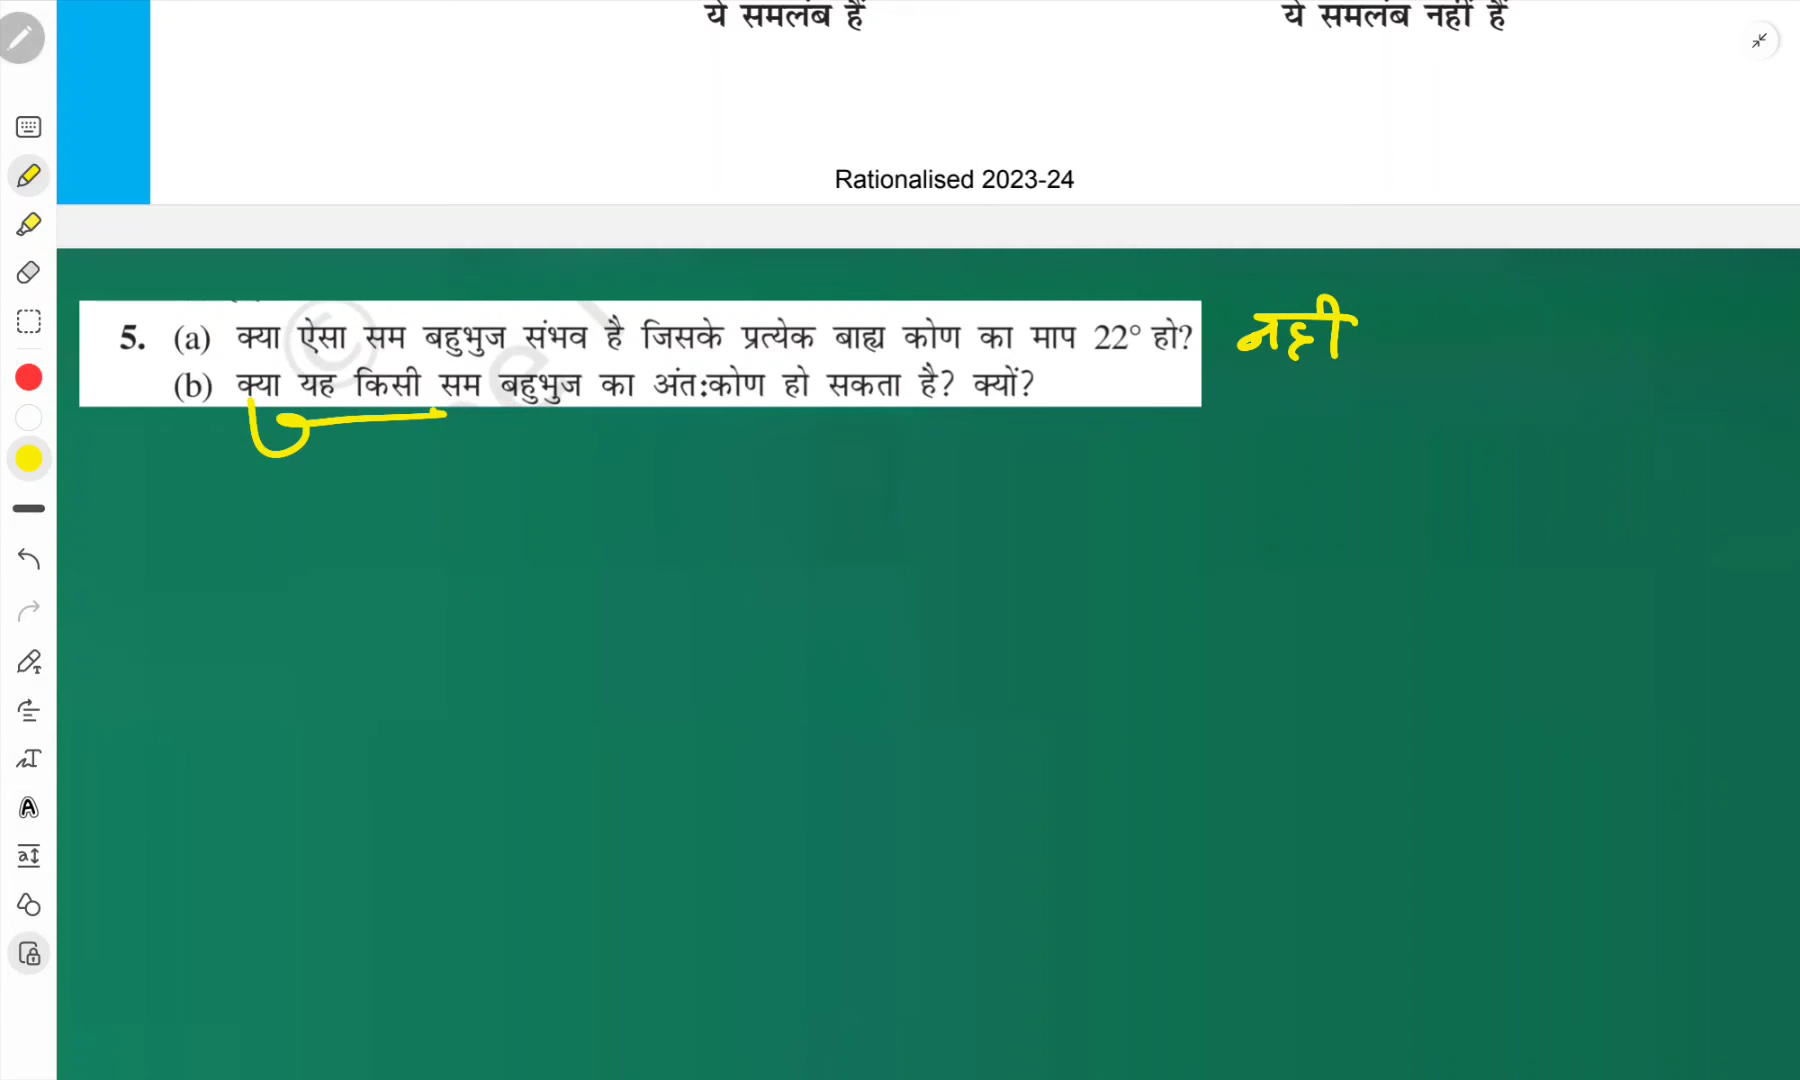 ये समलंब हैं ये समलंब नहीं हैं
Rationalised 2023-24
5. (a) क्या ऐसा सम बहुभुज संभव है जिसके प्रत्येक बाह्य कोण का माप 22° हो? नही
(b) क्या यह किसी सम बहुभुज का अंत:कोण हो सकता है? क्यों?